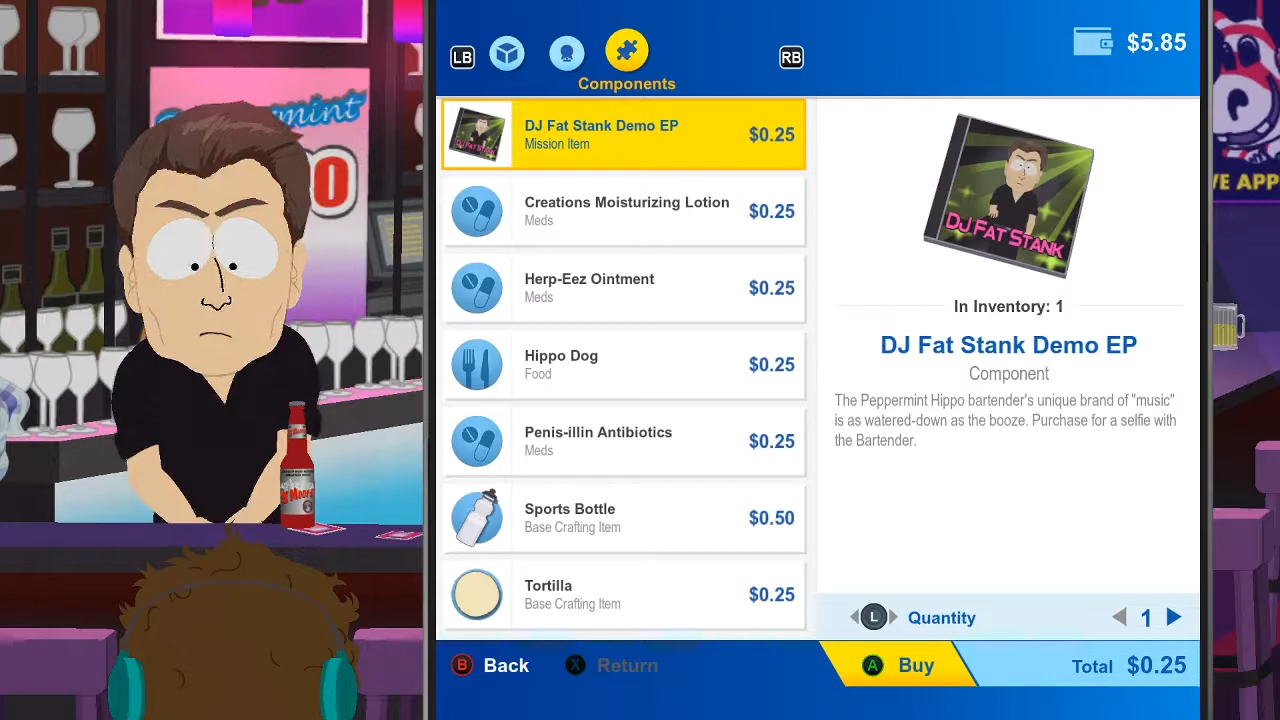 LB
RB
Components
$5.85
DJ Fat Stank Demo EP
Mission Item
$0.25
Creations Moisturizing Lotion
Meds
$0.25
Herp-Eez Ointment
Meds
$0.25
Hippo Dog
Food
$0.25
Penis-illin Antibiotics
Meds
$0.25
Sports Bottle
Base Crafting Item
$0.50
Tortilla
Base Crafting Item
$0.25
DJ FAT STANK
In Inventory: 1
DJ Fat Stank Demo EP
Component
The Peppermint Hippo bartender's unique brand of "music"
is as watered-down as the booze. Purchase for a selfie with
the Bartender.
L Quantity 1
B Back
X Return
A Buy
Total $0.25